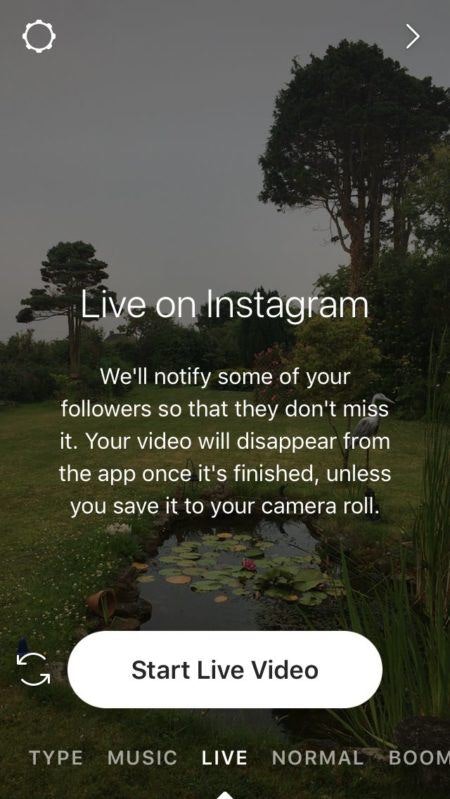 Live on Instagram
We'll notify some of your
followers so that they don't miss
it. Your video will disappear from
the app once it's finished, unless
you save it to your camera roll.
Start Live Video
TYPE MUSIC LIVE NORMAL BOOM